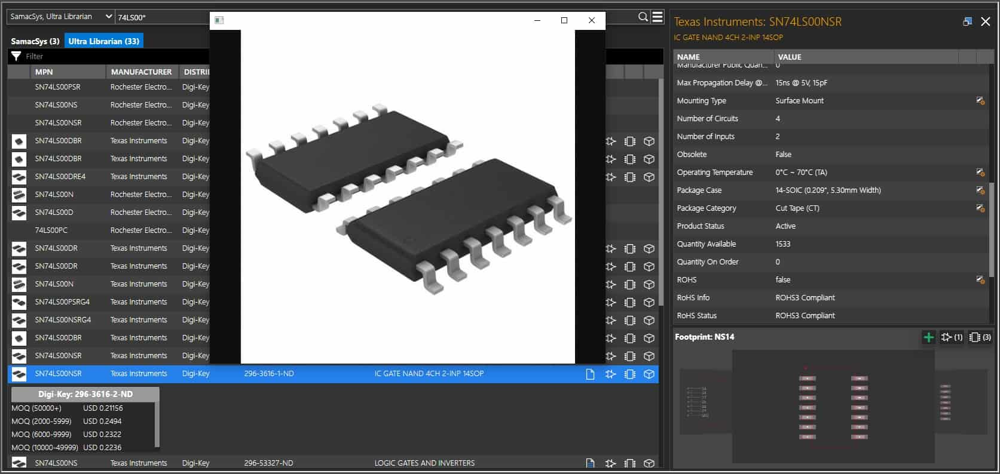 SamacSys, Ultra Librarian
74LS00*
SamacSys (3)
Ultra Librarian (33)
Filter
MPN MANUFACTURER DISTRI
SN74LS00PSR Rochester Electro... Digi-Key
SN74LS00NS Rochester Electro... Digi-Key
SN74LS00NSR Rochester Electro... Digi-Key
SN74LS00DBR Texas Instruments Digi-Key
SN74LS00DBR Texas Instruments Digi-Key
SN74LS00DRE4 Texas Instruments Digi-Key
SN74LS00N Rochester Electro... Digi-Key
SN74LS00D Rochester Electro... Digi-Key
74LS00PC Rochester Electro... Digi-Key
SN74LS00DR Texas Instruments Digi-Key
SN74LS00DR Texas Instruments Digi-Key
SN74LS00N Texas Instruments Digi-Key
SN74LS00PSRG4 Texas Instruments Digi-Key
SN74LS00NSRG4 Texas Instruments Digi-Key
SN74LS00DBR Texas Instruments Digi-Key
SN74LS00NSR Texas Instruments Digi-Key
SN74LS00NSR Texas Instruments Digi-Key 296-3616-1-ND IC GATE NAND 4CH 2-INP 14SOP
Digi-Key: 296-3616-2-ND
MOQ (50000+) USD 0.21156
MOQ (2000-5999) USD 0.2494
MOQ (6000-9999) USD 0.2322
MOQ (10000-49999) USD 0.2236
SN74LS00NS Texas Instruments Digi-Key 296-53327-ND LOGIC GATES AND INVERTERS
Texas Instruments: SN74LS00NSR
IC GATE NAND 4CH 2-INP 14SOP
NAME VALUE
Manufacturer Public Quan... 0
Max Propagation Delay @... 15ns @ 5V, 15pF
Mounting Type Surface Mount
Number of Circuits 4
Number of Inputs 2
Obsolete False
Operating Temperature 0°C ~ 70°C (TA)
Package Case 14-SOIC (0.209", 5.30mm Width)
Package Category Cut Tape (CT)
Product Status Active
Quantity Available 1533
Quantity On Order 0
ROHS false
RoHS Info ROHS3 Compliant
RoHS Status ROHS3 Compliant
Footprint: NS14
(1)
(3)